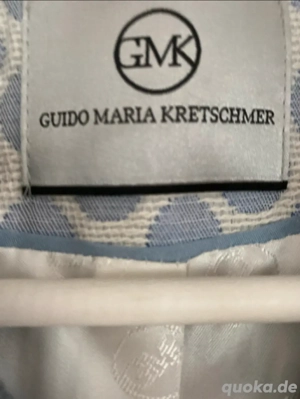 GMK
GUIDO MARIA KRETSCHMER
quoka.de